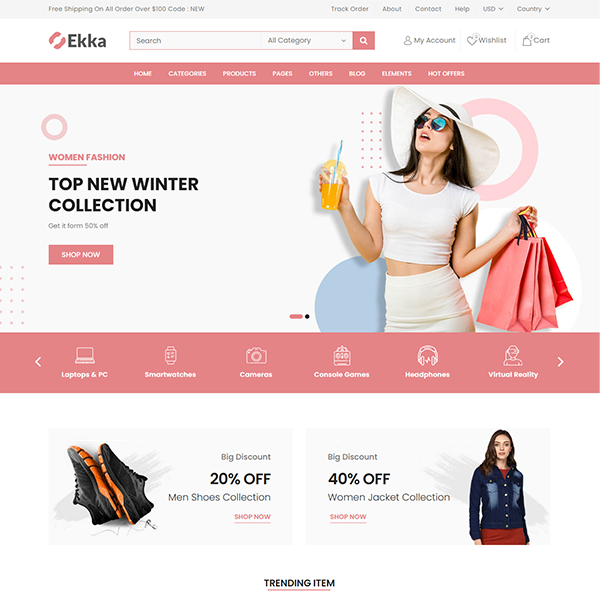 Free Shipping On All Order Over $100 Code : NEW
Track Order About Contact Help USD Country
Ekka
Search All Category
My Account Wishlist Cart
HOME CATEGORIES PRODUCTS PAGES OTHERS BLOG ELEMENTS HOT OFFERS
WOMEN FASHION
TOP NEW WINTER
COLLECTION
Get it form 50% off
SHOP NOW
Laptops & PC Smartwatches Cameras Console Games Headphones Virtual Reality
Big Discount
20% OFF
Men Shoes Collection
SHOP NOW
Big Discount
40% OFF
Women Jacket Collection
SHOP NOW
TRENDING ITEM